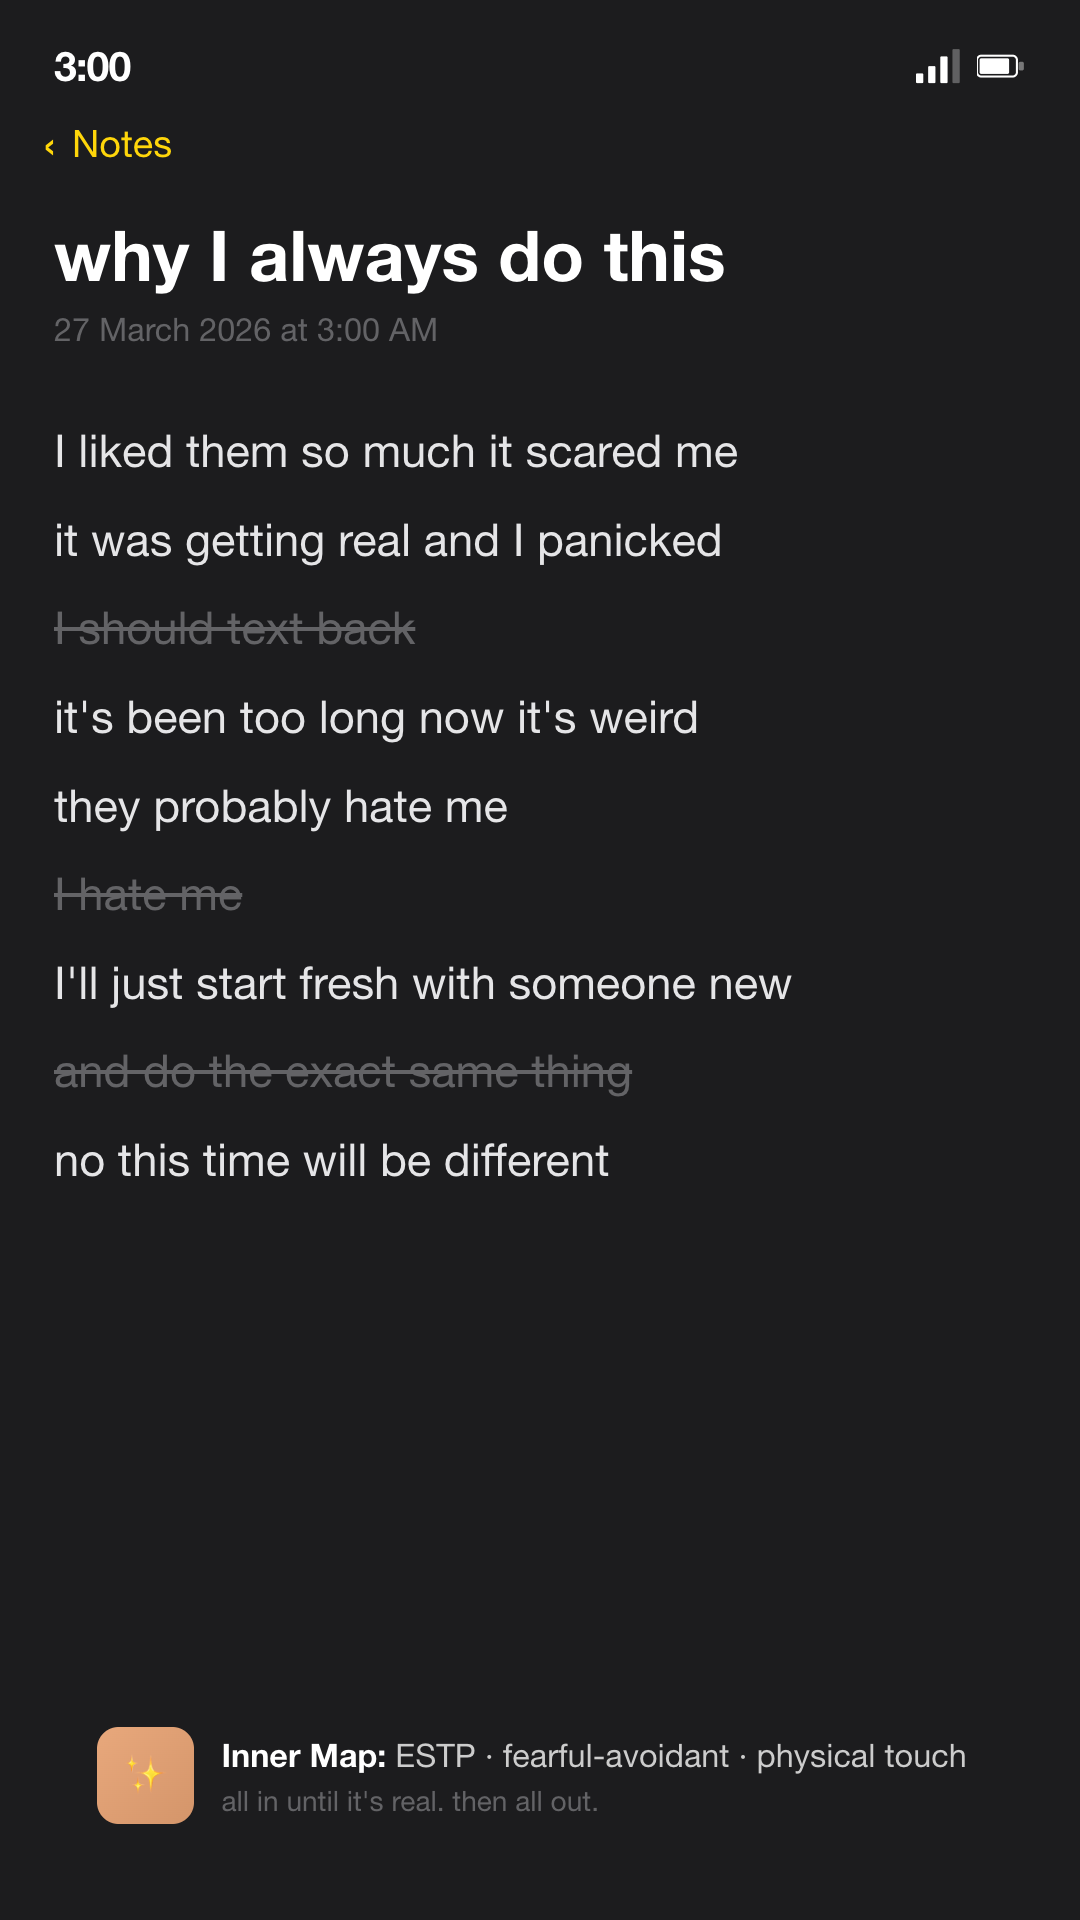 3:00
‹ Notes
why I always do this
27 March 2026 at 3:00 AM
I liked them so much it scared me
it was getting real and I panicked
I should text back
it's been too long now it's weird
they probably hate me
I hate me
I'll just start fresh with someone new
and do the exact same thing
no this time will be different
Inner Map: ESTP · fearful-avoidant · physical touch
all in until it's real. then all out.